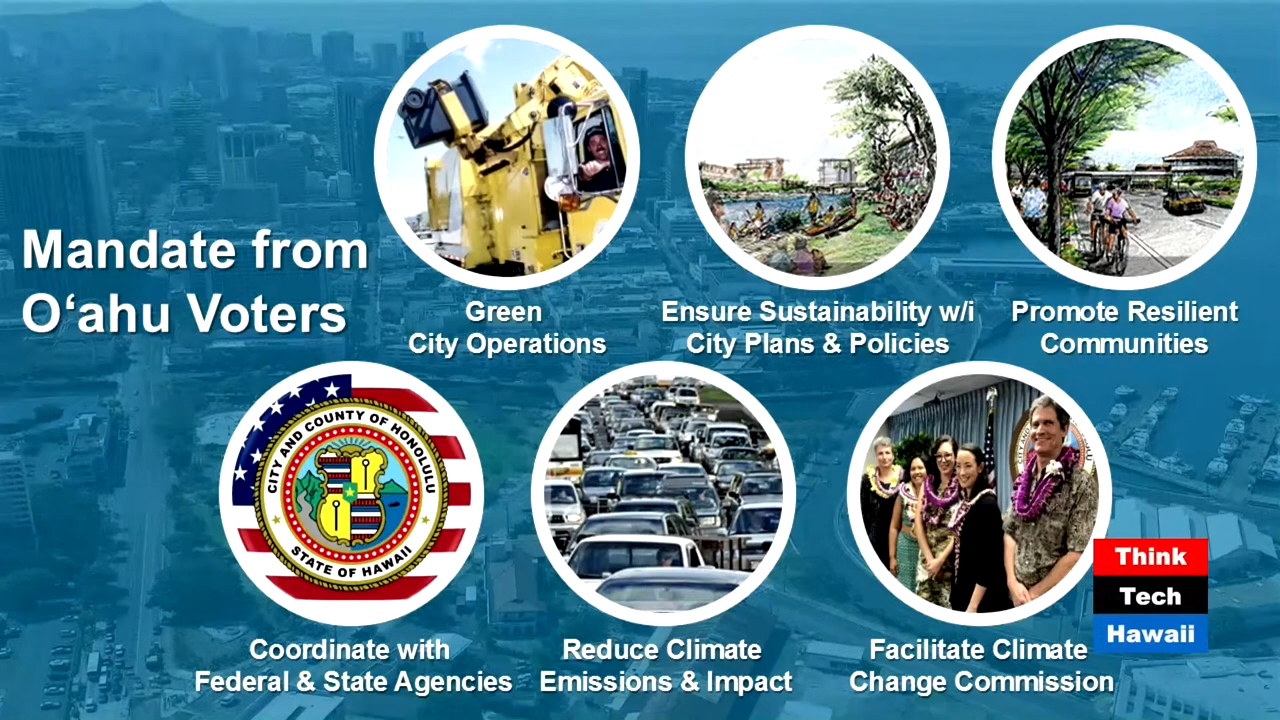 Mandate from
Oʻahu Voters
Green
City Operations
Ensure Sustainability w/i
City Plans & Policies
Promote Resilient
Communities
CITY AND COUNTY OF HONOLULU
STATE OF HAWAII
Coordinate with
Federal & State Agencies
Reduce Climate
Emissions & Impact
Facilitate Climate
Change Commission
Think
Tech
Hawaii